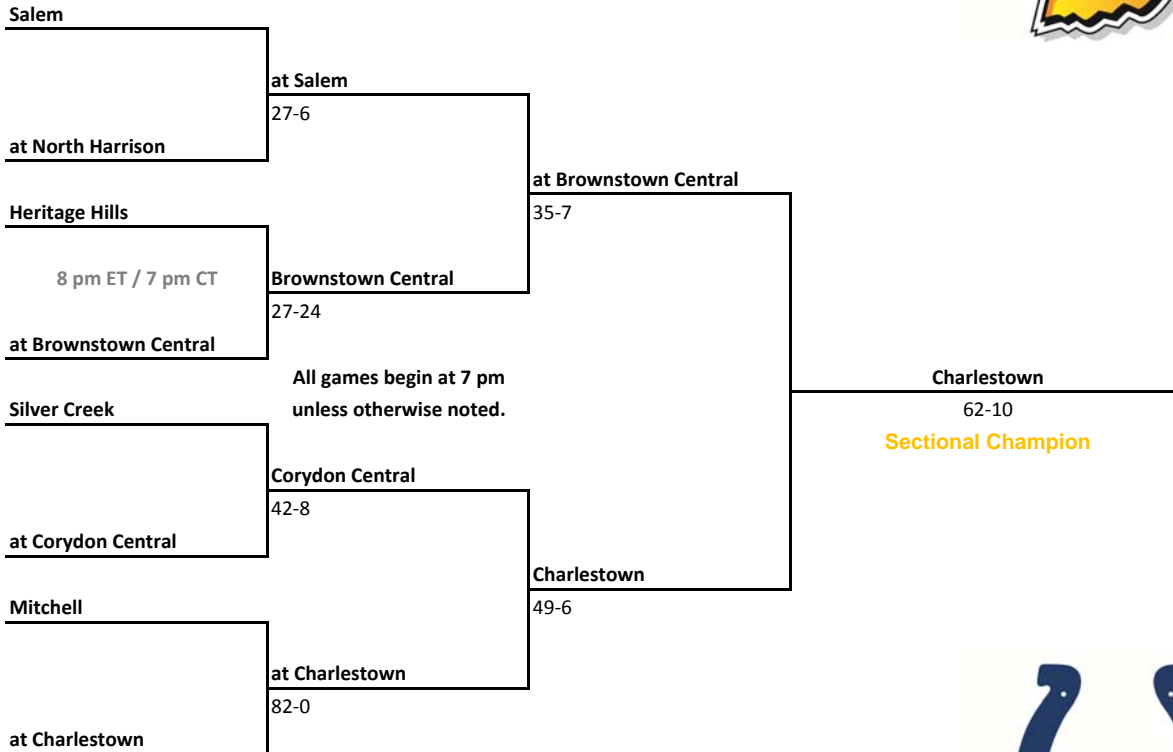 Salem
at Salem
27-6
at North Harrison
at Brownstown Central
Heritage Hills
35-7
8 pm ET / 7 pm CT
Brownstown Central
27-24
at Brownstown Central
All games begin at 7 pm
Charlestown
Silver Creek
unless otherwise noted.
62-10
Sectional Champion
Corydon Central
42-8
at Corydon Central
Charlestown
Mitchell
49-6
at Charlestown
82-0
at Charlestown